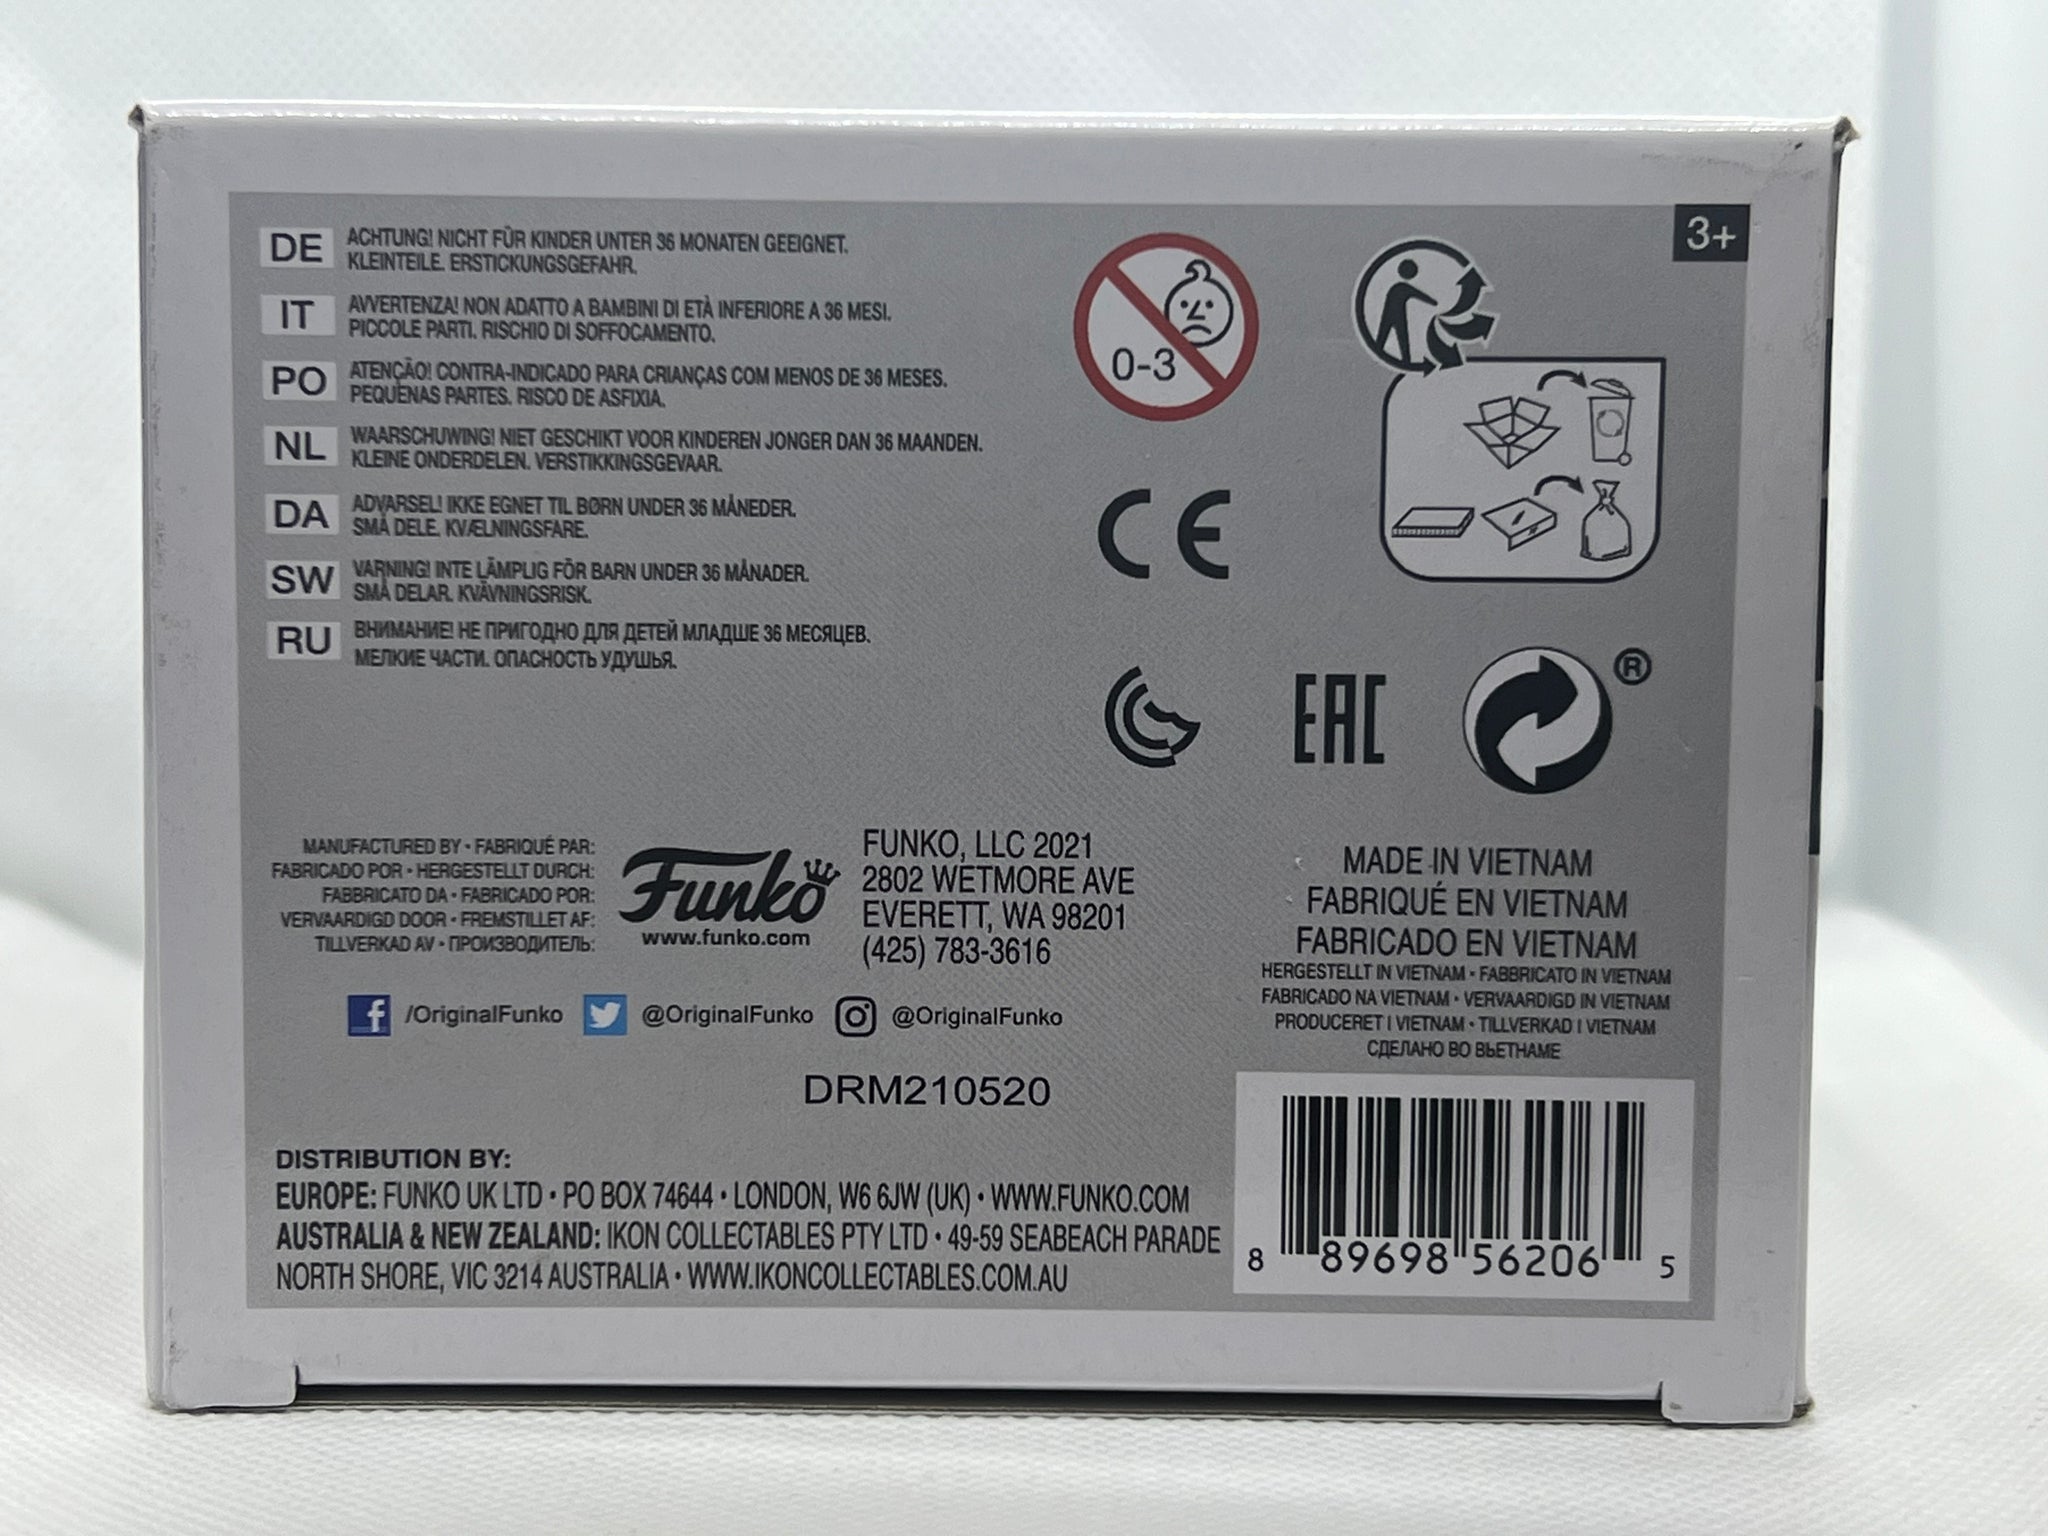 3+
DE ACHTUNG! NICHT FÜR KINDER UNTER 36 MONATEN GEEIGNET.
KLEINTEILE. ERSTICKUNGSGEFAHR.
IT AVVERTENZA! NON ADATTO A BAMBINI DI ETÀ INFERIORE A 36 MESI.
PICCOLE PARTI. RISCHIO DI SOFFOCAMENTO.
PO ATENÇÃO! CONTRA-INDICADO PARA CRIANÇAS COM MENOS DE 36 MESES.
PEQUENAS PARTES. RISCO DE ASFIXIA.
NL WAARSCHUWING! NIET GESCHIKT VOOR KINDEREN JONGER DAN 36 MAANDEN.
KLEINE ONDERDELEN. VERSTIKKINGSGEVAAR.
DA ADVARSEL! IKKE EGNET TIL BØRN UNDER 36 MÅNEDER.
SMÅ DELE. KVÆLNINGSFARE.
SW VARNING! INTE LÄMPLIG FÖR BARN UNDER 36 MÅNADER.
SMÅ DELAR. KVÄVNINGSRISK.
RU ВНИМАНИЕ! НЕ ПРИГОДНО ДЛЯ ДЕТЕЙ МЛАДШЕ 36 МЕСЯЦЕВ.
МЕЛКИЕ ЧАСТИ. ОПАСНОСТЬ УДУШЬЯ.
0-3
CE
EAC
®
MANUFACTURED BY • FABRIQUÉ PAR:
FABRICADO POR • HERGESTELLT DURCH:
FABBRICATO DA • FABRICADO POR:
VERVAARDIGD DOOR • FREMSTILLET AF:
TILLVERKAD AV • ПРОИЗВОДИТЕЛЬ:
Funko
www.funko.com
FUNKO, LLC 2021
2802 WETMORE AVE
EVERETT, WA 98201
(425) 783-3616
MADE IN VIETNAM
FABRIQUÉ EN VIETNAM
FABRICADO EN VIETNAM
HERGESTELLT IN VIETNAM • FABBRICATO IN VIETNAM
FABRICADO NA VIETNAM • VERVAARDIGD IN VIETNAM
PRODUCERET I VIETNAM • TILLVERKAD I VIETNAM
СДЕЛАНО ВО ВЬЕТНАМЕ
f /OriginalFunko @OriginalFunko @OriginalFunko
DRM210520
DISTRIBUTION BY:
EUROPE: FUNKO UK LTD • PO BOX 74644 • LONDON, W6 6JW (UK) • WWW.FUNKO.COM
AUSTRALIA & NEW ZEALAND: IKON COLLECTABLES PTY LTD • 49-59 SEABEACH PARADE
NORTH SHORE, VIC 3214 AUSTRALIA • WWW.IKONCOLLECTABLES.COM.AU
8 89698 56206 5